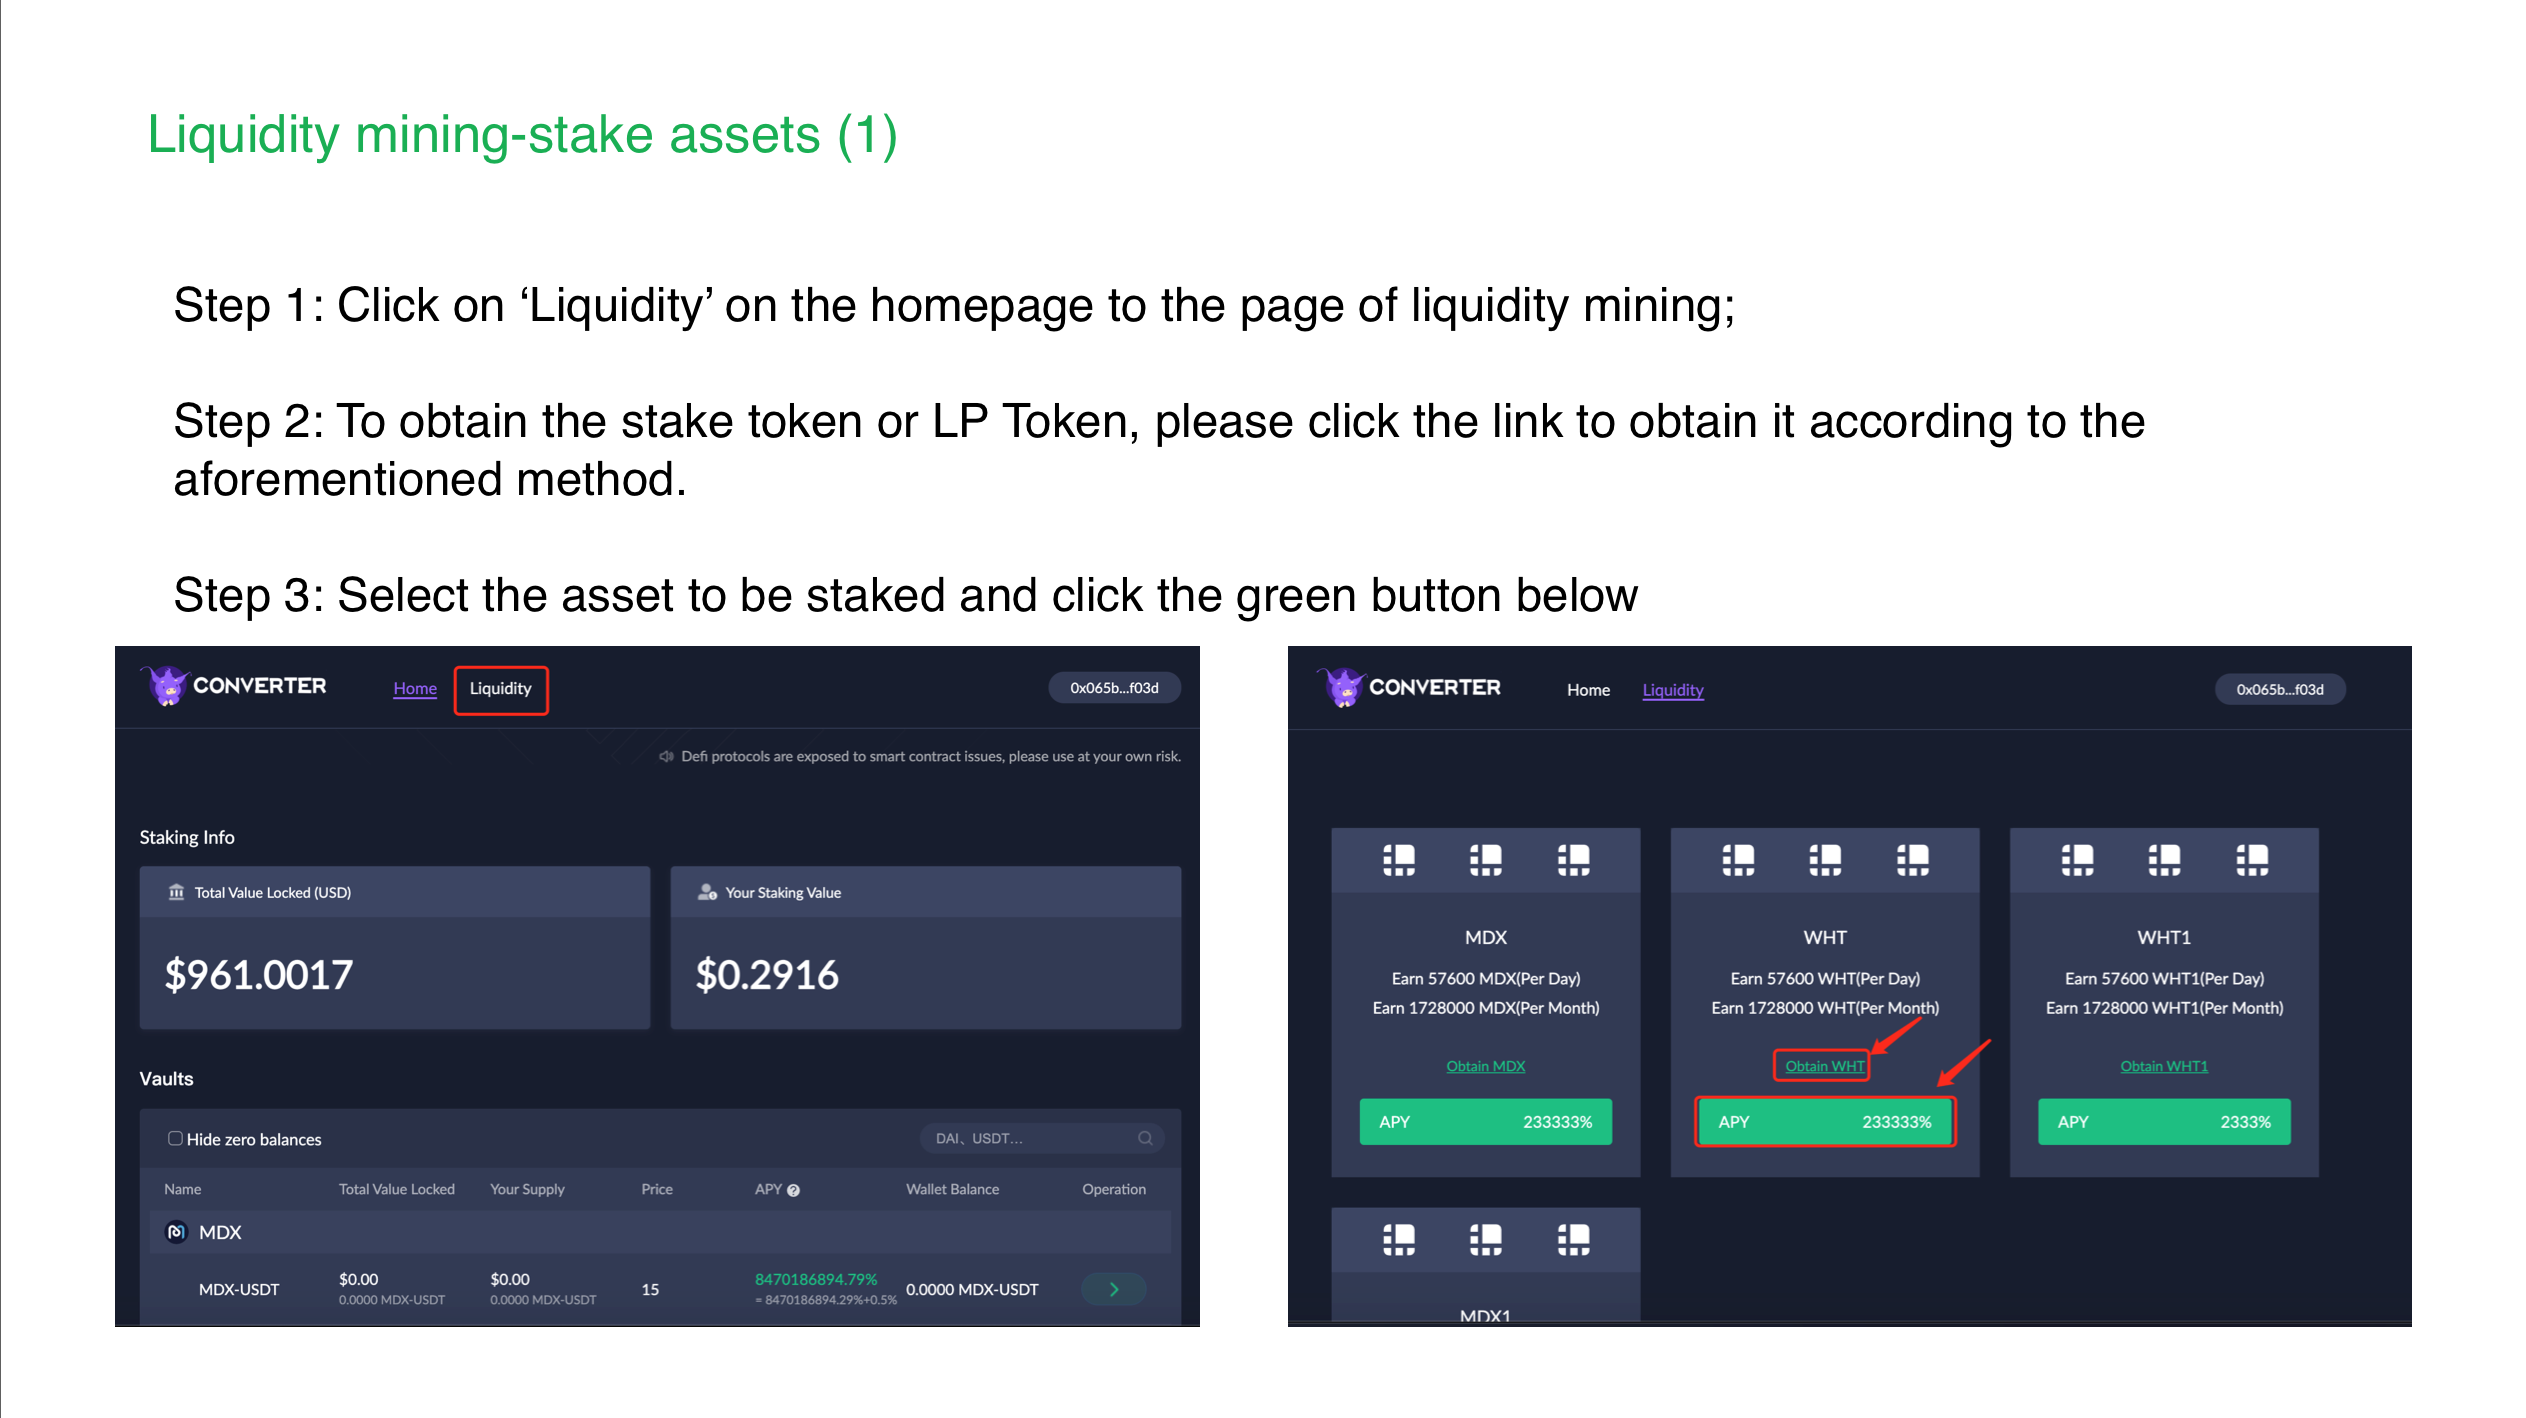 Liquidity mining-stake assets (1)
Step 1: Click on ‘Liquidity’ on the homepage to the page of liquidity mining;
Step 2: To obtain the stake token or LP Token, please click the link to obtain it according to the
aforementioned method.
Step 3: Select the asset to be staked and click the green button below
CONVERTER Home Liquidity 0x065b...f03d
Defi protocols are exposed to smart contract issues, please use at your own risk.
Staking Info
Total Value Locked (USD) Your Staking Value
$961.0017 $0.2916
Vaults
Hide zero balances DAI、USDT...
Name Total Value Locked Your Supply Price APY ? Wallet Balance Operation
MDX
MDX-USDT $0.00 $0.00 15 8470186894.79% 0.0000 MDX-USDT
0.0000 MDX-USDT 0.0000 MDX-USDT = 8470186894.29%+0.5%
CONVERTER Home Liquidity 0x065b...f03d
MDX WHT WHT1
Earn 57600 MDX(Per Day) Earn 57600 WHT(Per Day) Earn 57600 WHT1(Per Day)
Earn 1728000 MDX(Per Month) Earn 1728000 WHT(Per Month) Earn 1728000 WHT1(Per Month)
Obtain MDX Obtain WHT Obtain WHT1
APY 233333% APY 233333% APY 2333%
MDX1